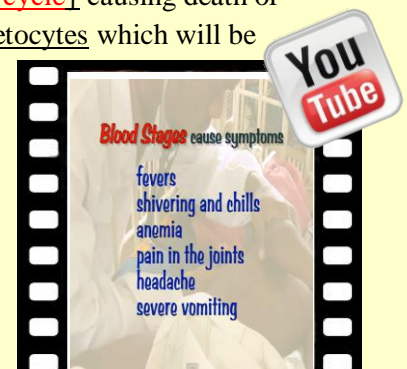 cycle] causing death of
etocytes which will be
You
Tube
Blood Stages cause symptoms
fevers
shivering and chills
anemia
pain in the joints
headache
severe vomiting